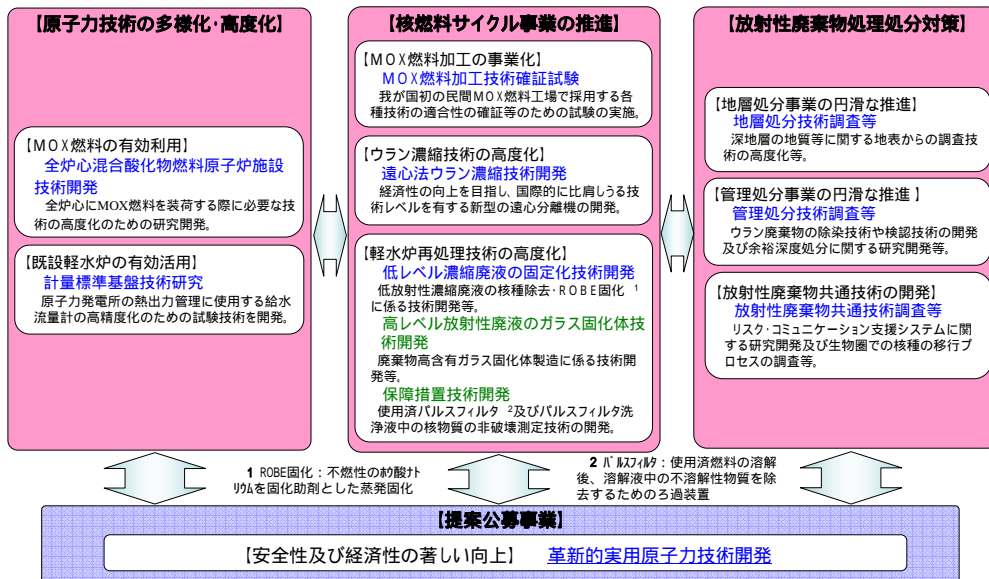 【原子力技術の多様化・高度化】
【MOX燃料の有効利用】
全炉心混合酸化物燃料原子炉施設
技術開発
全炉心にMOX燃料を装荷する際に必要な技
術の高度化のための研究開発。
【既設軽水炉の有効活用】
計量標準基盤技術研究
原子力発電所の熱出力管理に使用する給水
流量計の高精度化のための試験技術を開発。
【核燃料サイクル事業の推進】
【MOX燃料加工の事業化】
MOX燃料加工技術確証試験
我が国初の民間MOX燃料工場で採用する各
種技術の適合性の確証等のための試験の実施。
【ウラン濃縮技術の高度化】
遠心法ウラン濃縮技術開発
経済性の向上を目指し、国際的に比肩しうる技
術レベルを有する新型の遠心分離機の開発。
【軽水炉再処理技術の高度化】
低レベル濃縮廃液の固定化技術開発
低放射性濃縮廃液の核種除去・ROBE固化 1
に係る技術開発等。
高レベル放射性廃液のガラス固化体技
術開発
廃棄物高含有ガラス固化体製造に係る技術開
発等。
保障措置技術開発
使用済パルスフィルタ 2及びパルスフィルタ洗
浄液中の核物質の非破壊測定技術の開発。
【放射性廃棄物処理処分対策】
【地層処分事業の円滑な推進】
地層処分技術調査等
深地層の地質等に関する地表からの調査技
術の高度化等。
【管理処分事業の円滑な推進】
管理処分技術調査等
ウラン廃棄物の除染技術や検認技術の開発
及び余裕深度処分に関する研究開発等。
【放射性廃棄物共通技術の開発】
放射性廃棄物共通技術調査等
リスク・コミュニケーション支援システムに関
する研究開発及び生物圏での核種の移行プ
ロセスの調査等。
1 ROBE固化：不燃性のホウ酸ナト
リウムを固化助剤とした蒸発固化
2 パルスフィルタ：使用済燃料の溶解
後、溶解液中の不溶解性物質を除
去するためのろ過装置
【提案公募事業】
【安全性及び経済性の著しい向上】 革新的実用原子力技術開発